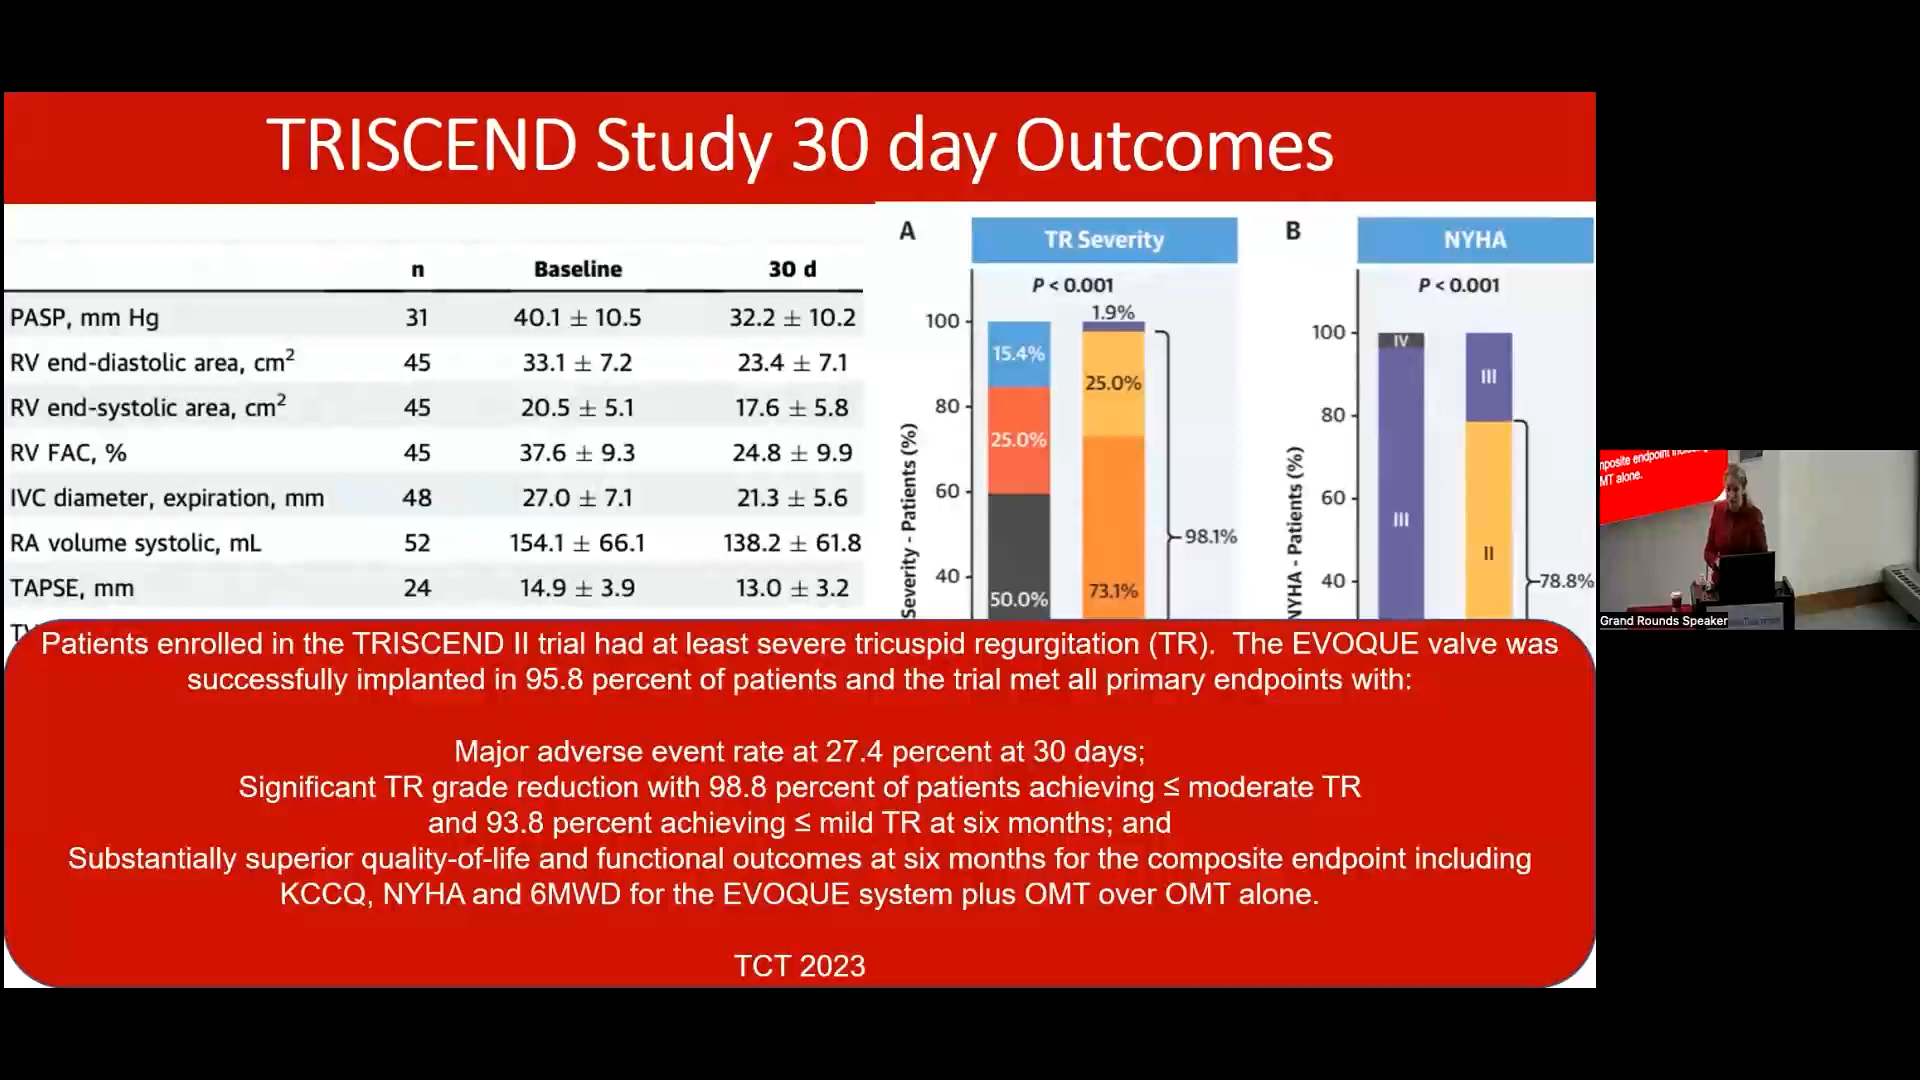 TRISCEND Study 30 day Outcomes
n Baseline 30 d
PASP, mm Hg 31 40.1 ± 10.5 32.2 ± 10.2
RV end-diastolic area, cm² 45 33.1 ± 7.2 23.4 ± 7.1
RV end-systolic area, cm² 45 20.5 ± 5.1 17.6 ± 5.8
RV FAC, % 45 37.6 ± 9.3 24.8 ± 9.9
IVC diameter, expiration, mm 48 27.0 ± 7.1 21.3 ± 5.6
RA volume systolic, mL 52 154.1 ± 66.1 138.2 ± 61.8
TAPSE, mm 24 14.9 ± 3.9 13.0 ± 3.2
A
TR Severity
P < 0.001
1.9%
100
15.4%
25.0%
80
25.0%
60
98.1%
40
50.0%
73.1%
Severity - Patients (%)
B
NYHA
P < 0.001
100
IV
III
80
60
III
II
40
78.8%
NYHA - Patients (%)
Patients enrolled in the TRISCEND II trial had at least severe tricuspid regurgitation (TR). The EVOQUE valve was
successfully implanted in 95.8 percent of patients and the trial met all primary endpoints with:
Major adverse event rate at 27.4 percent at 30 days;
Significant TR grade reduction with 98.8 percent of patients achieving ≤ moderate TR
and 93.8 percent achieving ≤ mild TR at six months; and
Substantially superior quality-of-life and functional outcomes at six months for the composite endpoint including
KCCQ, NYHA and 6MWD for the EVOQUE system plus OMT over OMT alone.
TCT 2023
composite endpoint
MT alone.
Grand Rounds Speaker